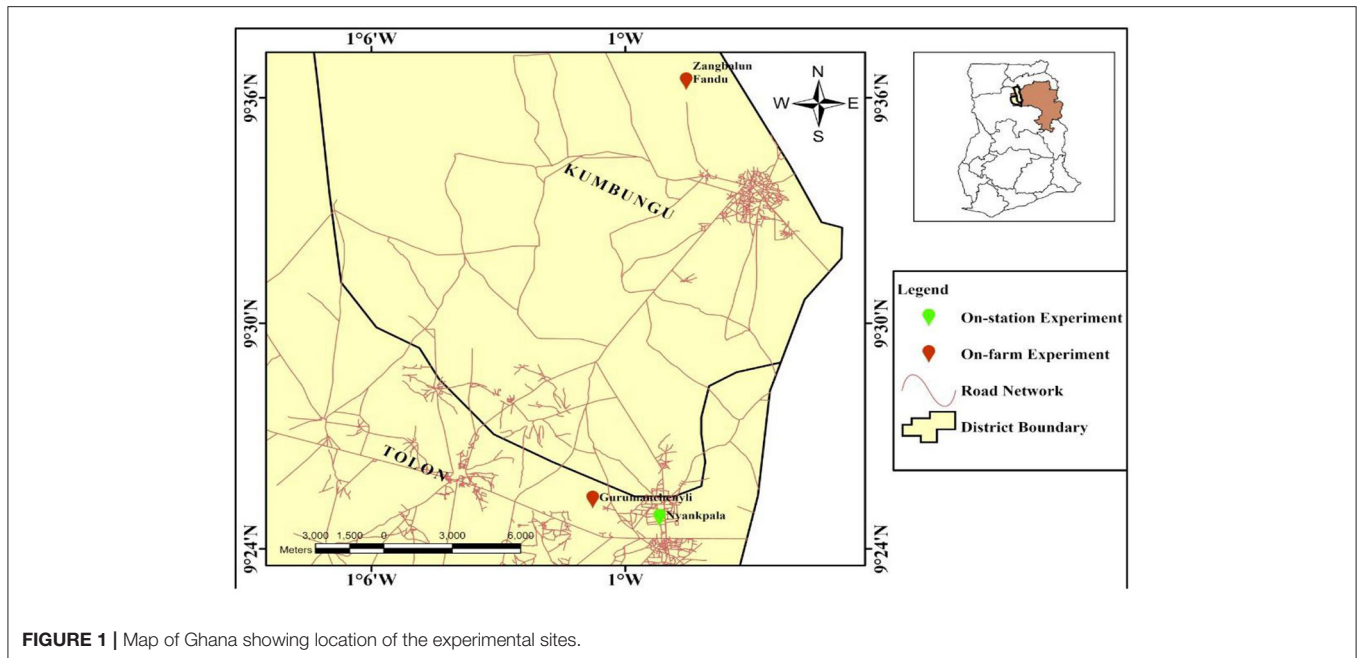 1°6'W 1°W
Zangbalun
Fandu
N
W E
S
9°36'N 9°36'N
KUMBUNGU
Legend
On-station Experiment
On-farm Experiment
Road Network
District Boundary
9°30'N 9°30'N
TOLON
Gurumanchenyli
Nyankpala
3,000 1,500 0 3,000 6,000
Meters
9°24'N 9°24'N
1°6'W 1°W
FIGURE 1 | Map of Ghana showing location of the experimental sites.